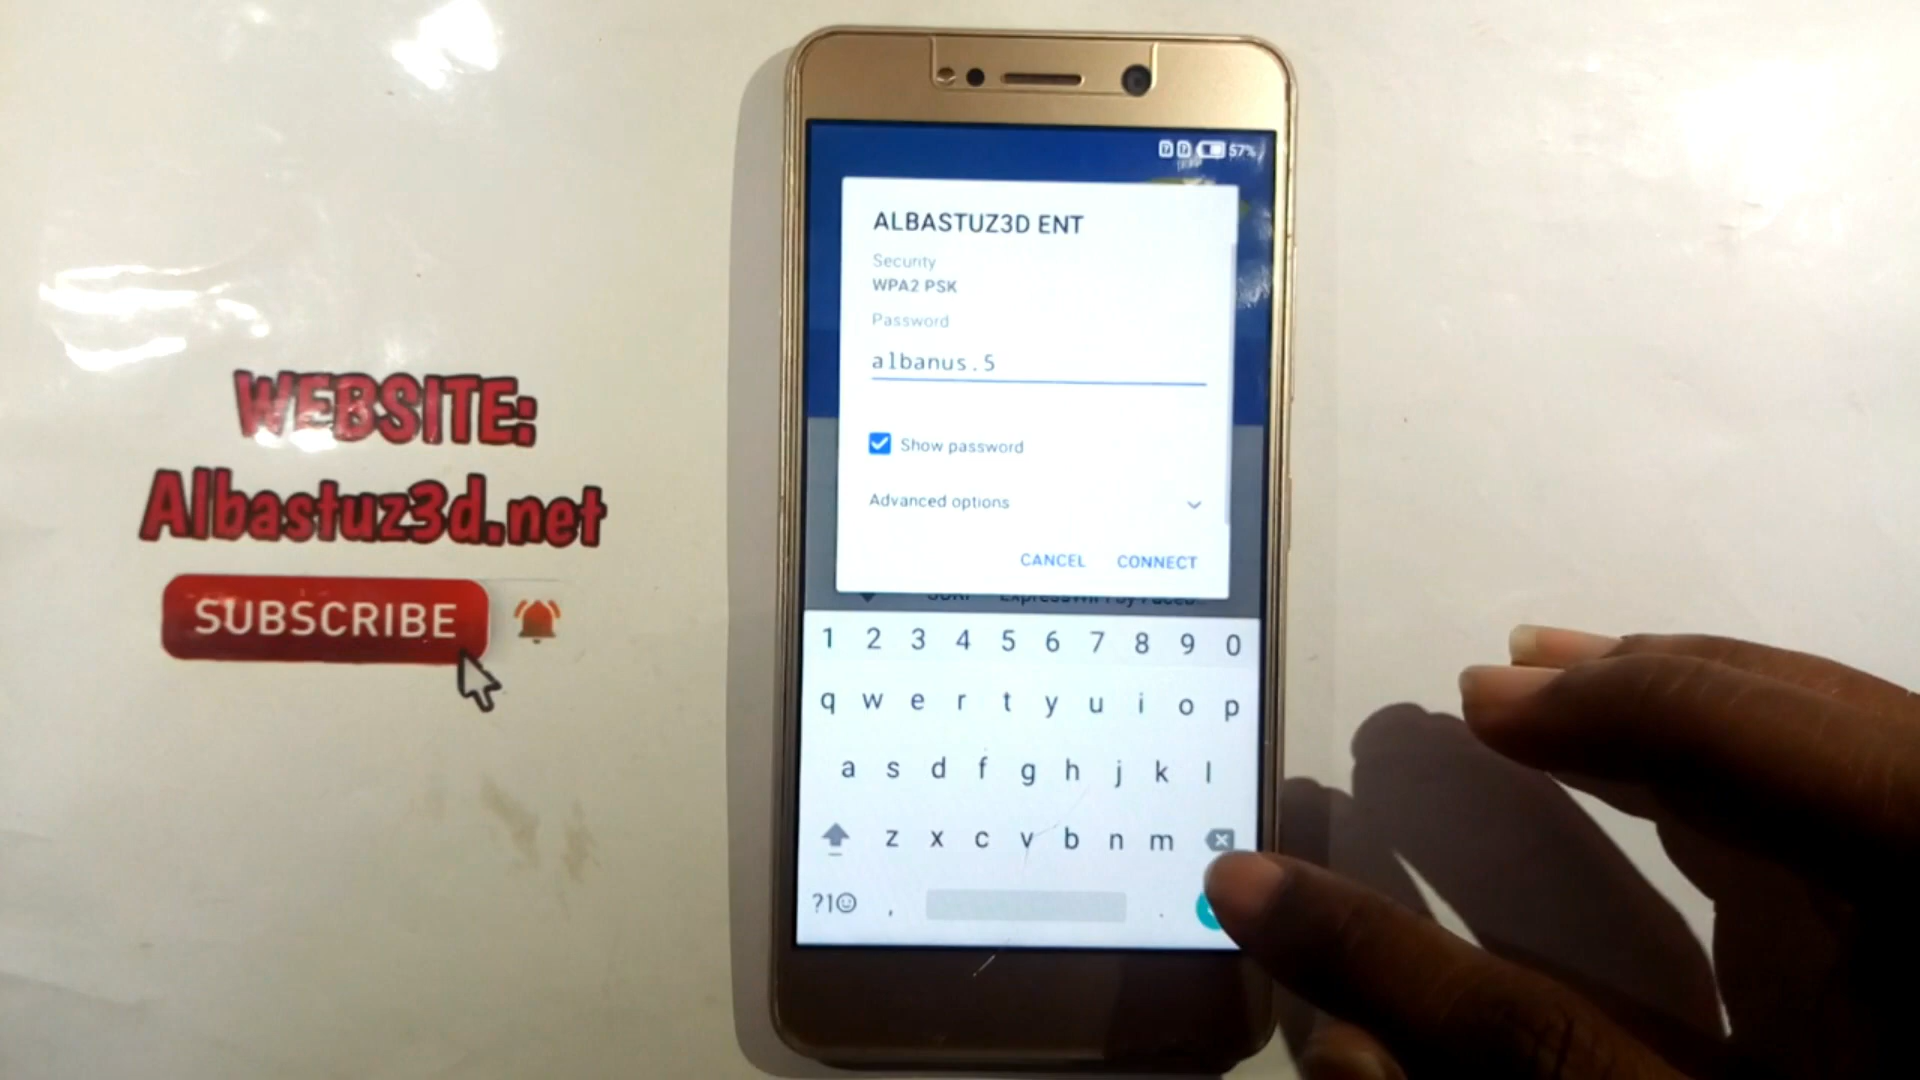 WEBSITE:
Albastuz3d.net
SUBSCRIBE
57%
ALBASTUZ3D ENT
Security
WPA2 PSK
Password
albanus.5
Show password
Advanced options
CANCEL CONNECT
1 2 3 4 5 6 7 8 9 0
q w e r t y u i o p
a s d f g h j k l
z x c v b n m
?1☺ , .